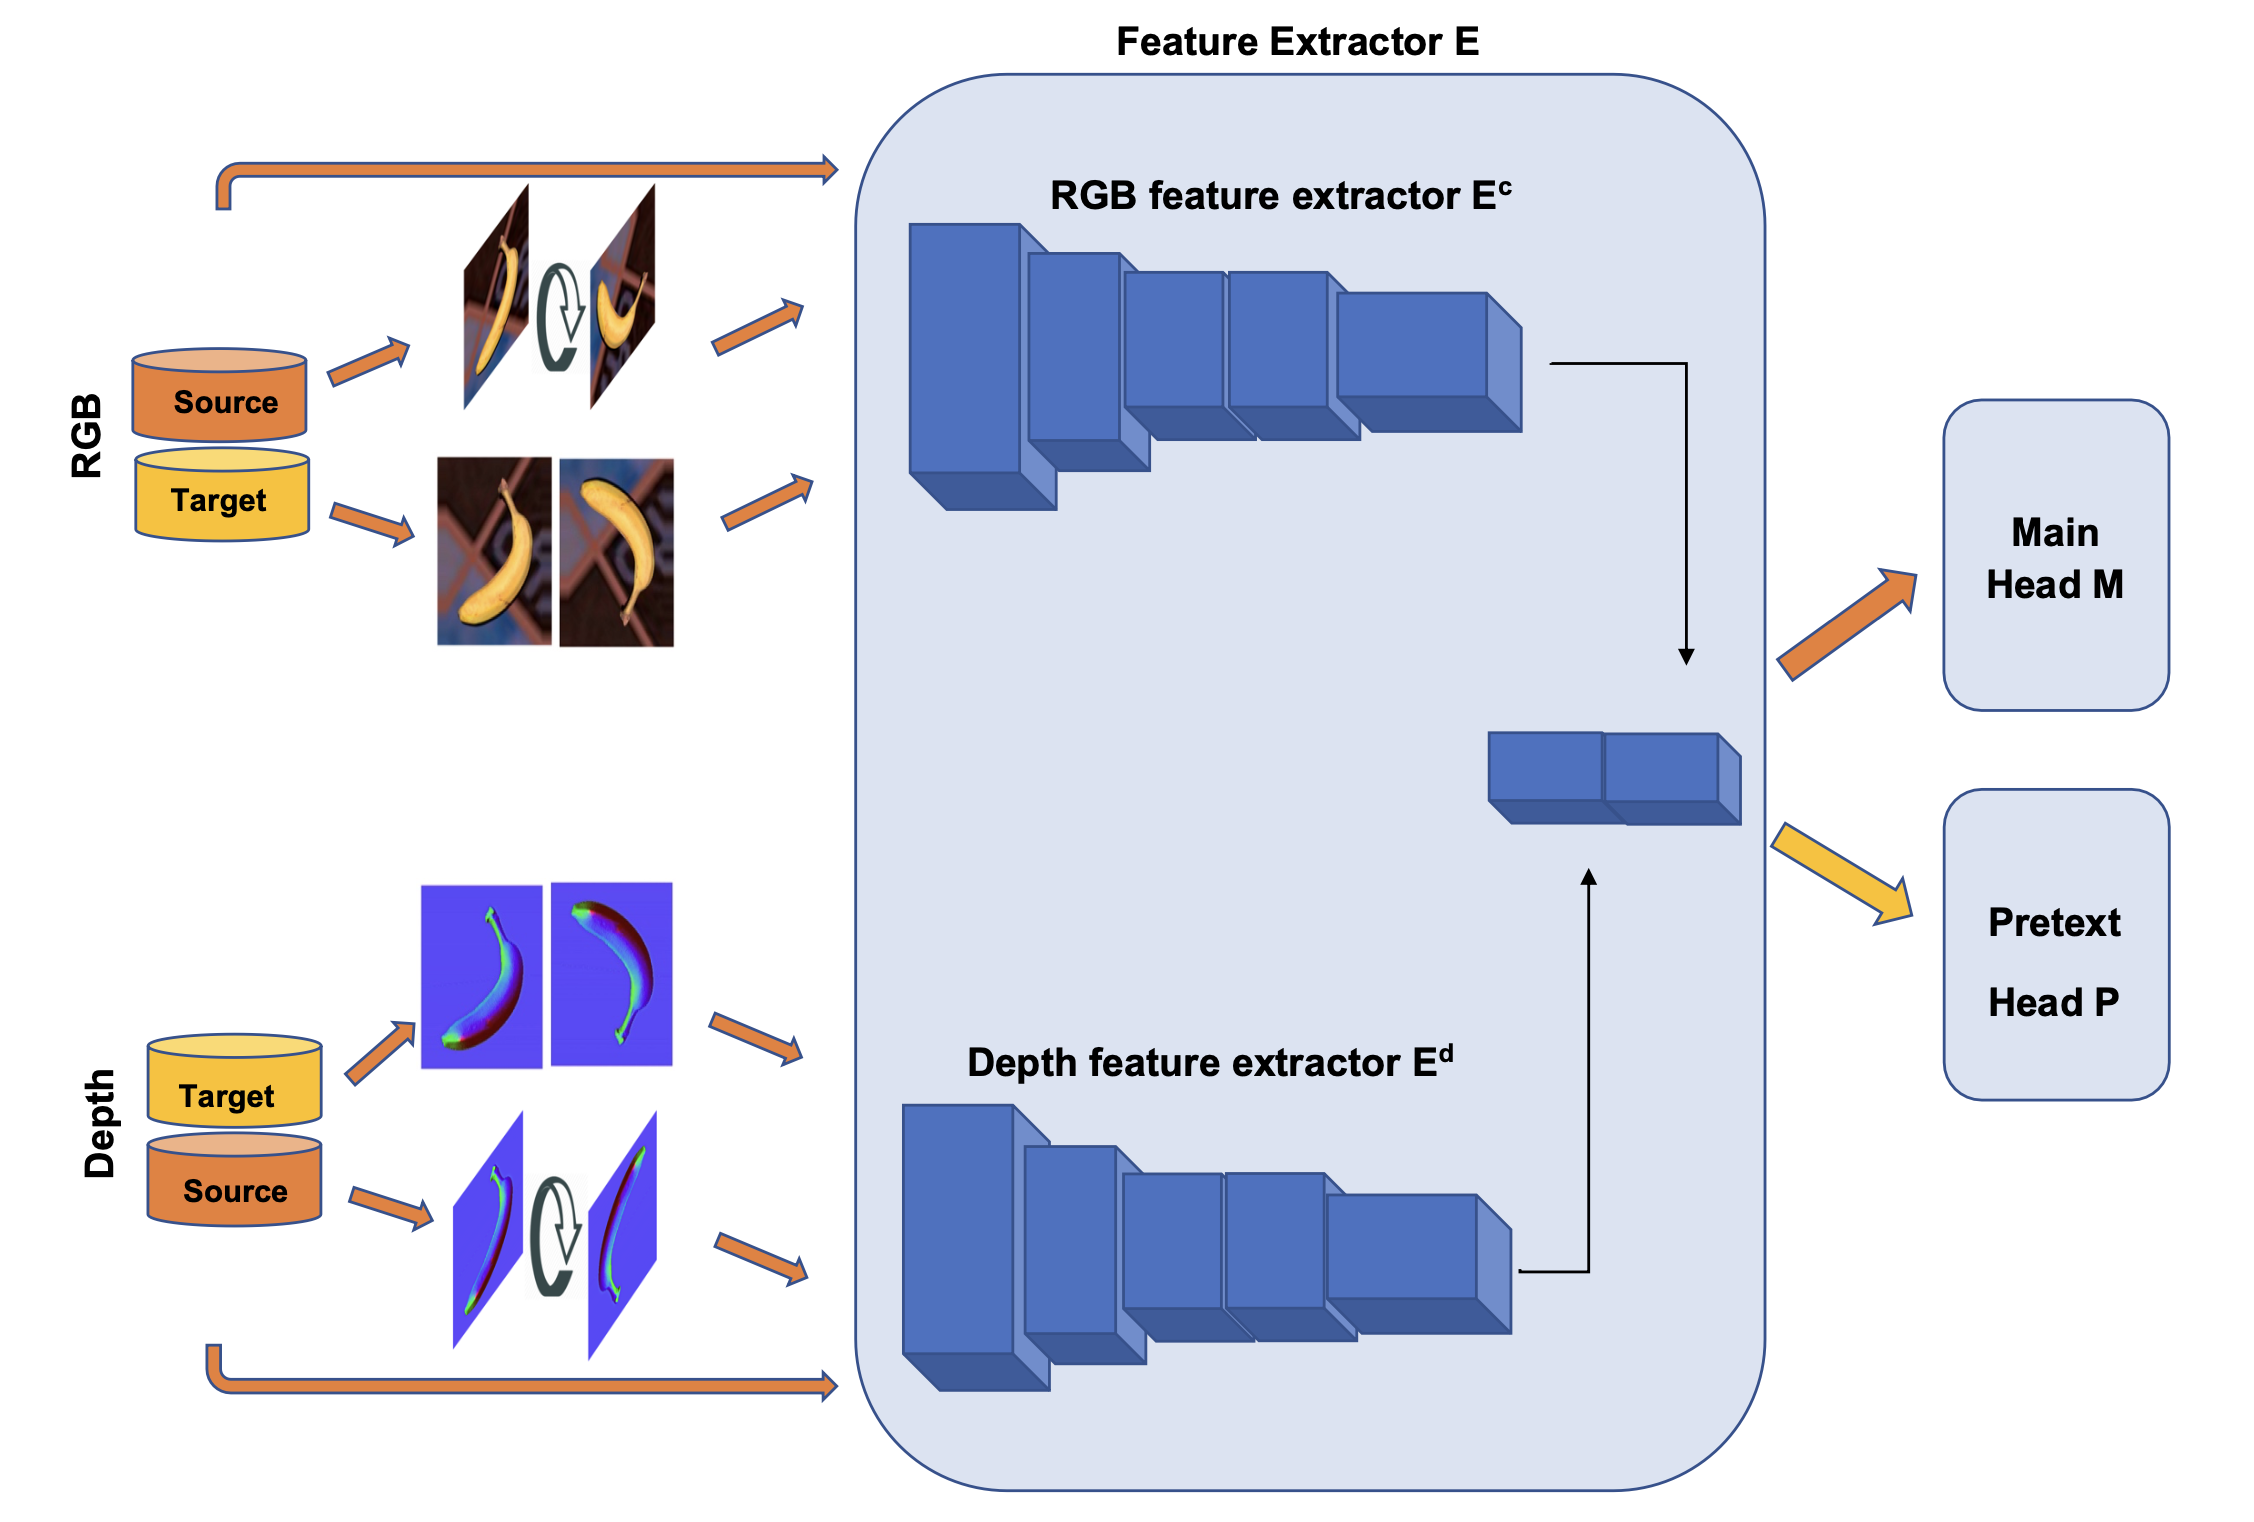 Feature Extractor E
RGB feature extractor Eᶜ
RGB
Source
Target
Main
Head M
Pretext
Head P
Depth feature extractor Eᵈ
Depth
Target
Source